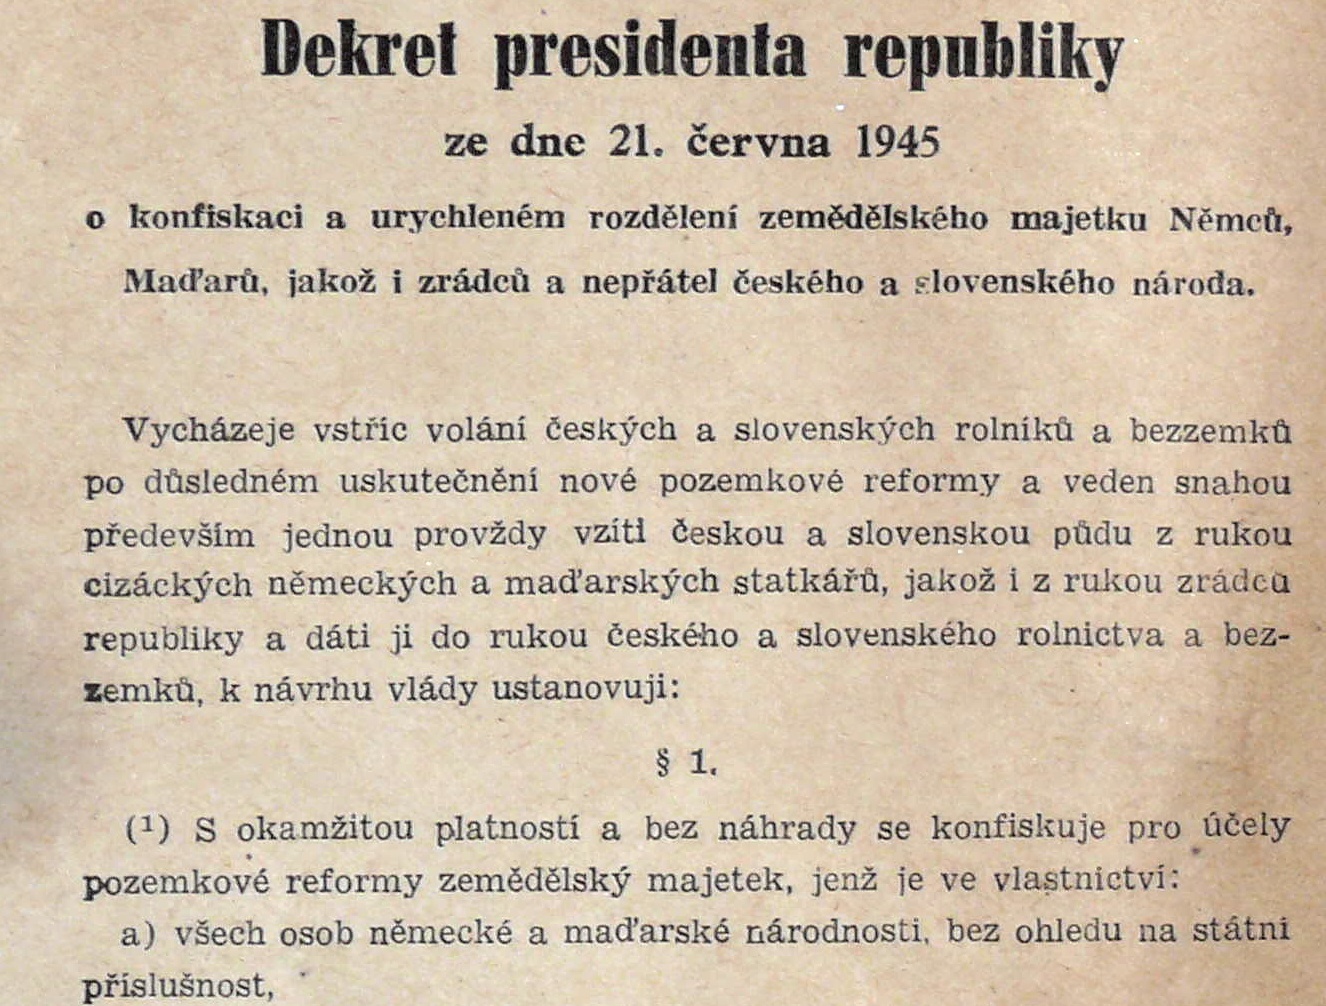 Dekret presidenta republiky
ze dne 21. června 1945
o konfiskaci a urychleném rozdělení zemědělského majetku Němců,
Maďarů, jakož i zrádců a nepřátel českého a slovenského národa.
Vycházeje vstříc volání českých a slovenských rolníků a bezzemků
po důsledném uskutečnění nové pozemkové reformy a veden snahou
především jednou provždy vzíti českou a slovenskou půdu z rukou
cizáckých německých a maďarských statkářů, jakož i z rukou zrádců
republiky a dáti ji do rukou českého a slovenského rolnictva a bez-
zemků, k návrhu vlády ustanovuji:
§ 1.
(¹) S okamžitou platností a bez náhrady se konfiskuje pro účely
pozemkové reformy zemědělský majetek, jenž je ve vlastnictví:
a) všech osob německé a maďarské národnosti, bez ohledu na státní
příslušnost,